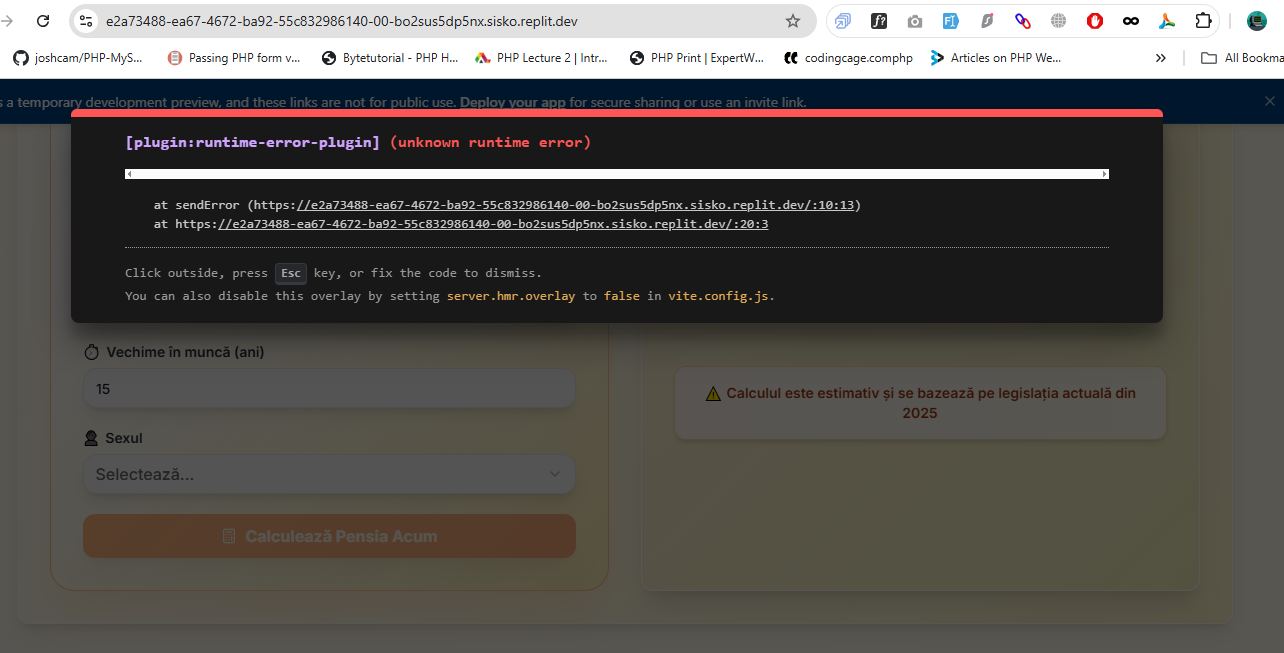 e2a73488-ea67-4672-ba92-55c832986140-00-bo2sus5dp5nx.sisko.replit.dev
joshcam/PHP-MyS... Passing PHP form v... Bytetutorial - PHP H... PHP Lecture 2 | Intr... PHP Print | ExpertW... codingcage.comphp Articles on PHP We... » All Bookma
s a temporary development preview, and these links are not for public use. Deploy your app for secure sharing or use an invite link.
[plugin:runtime-error-plugin] (unknown runtime error)
at sendError (https://e2a73488-ea67-4672-ba92-55c832986140-00-bo2sus5dp5nx.sisko.replit.dev/:10:13)
at https://e2a73488-ea67-4672-ba92-55c832986140-00-bo2sus5dp5nx.sisko.replit.dev/:20:3
Click outside, press Esc key, or fix the code to dismiss.
You can also disable this overlay by setting server.hmr.overlay to false in vite.config.js.
Vechime în muncă (ani)
15
Sexul
Selectează...
Calculează Pensia Acum
Calculul este estimativ și se bazează pe legislația actuală din
2025